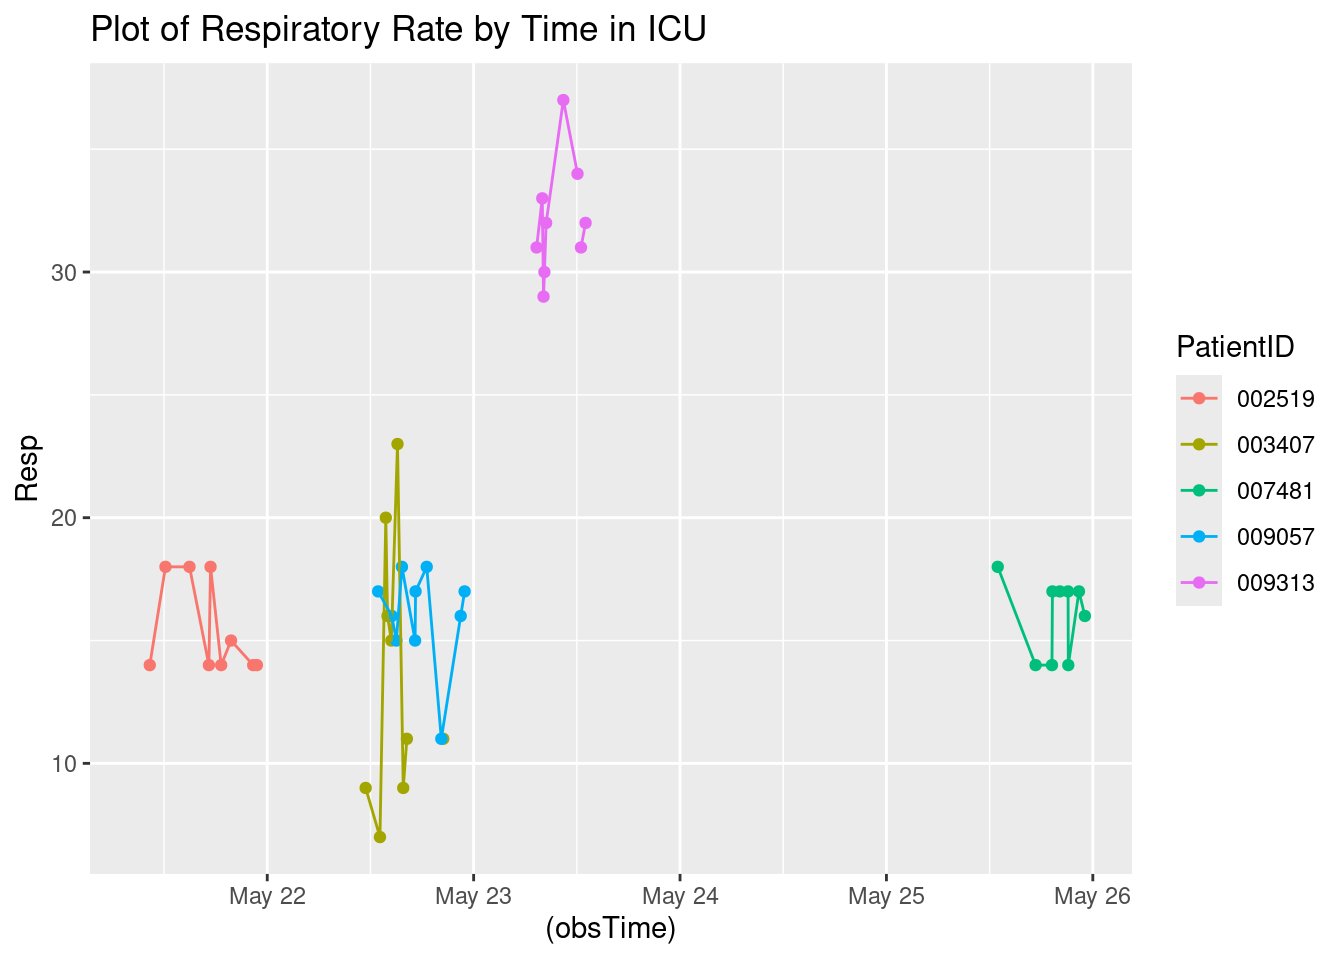 Plot of Respiratory Rate by Time in ICU
Resp
30
20
10
May 22
May 23
May 24
May 25
May 26
(obsTime)
PatientID
002519
003407
007481
009057
009313